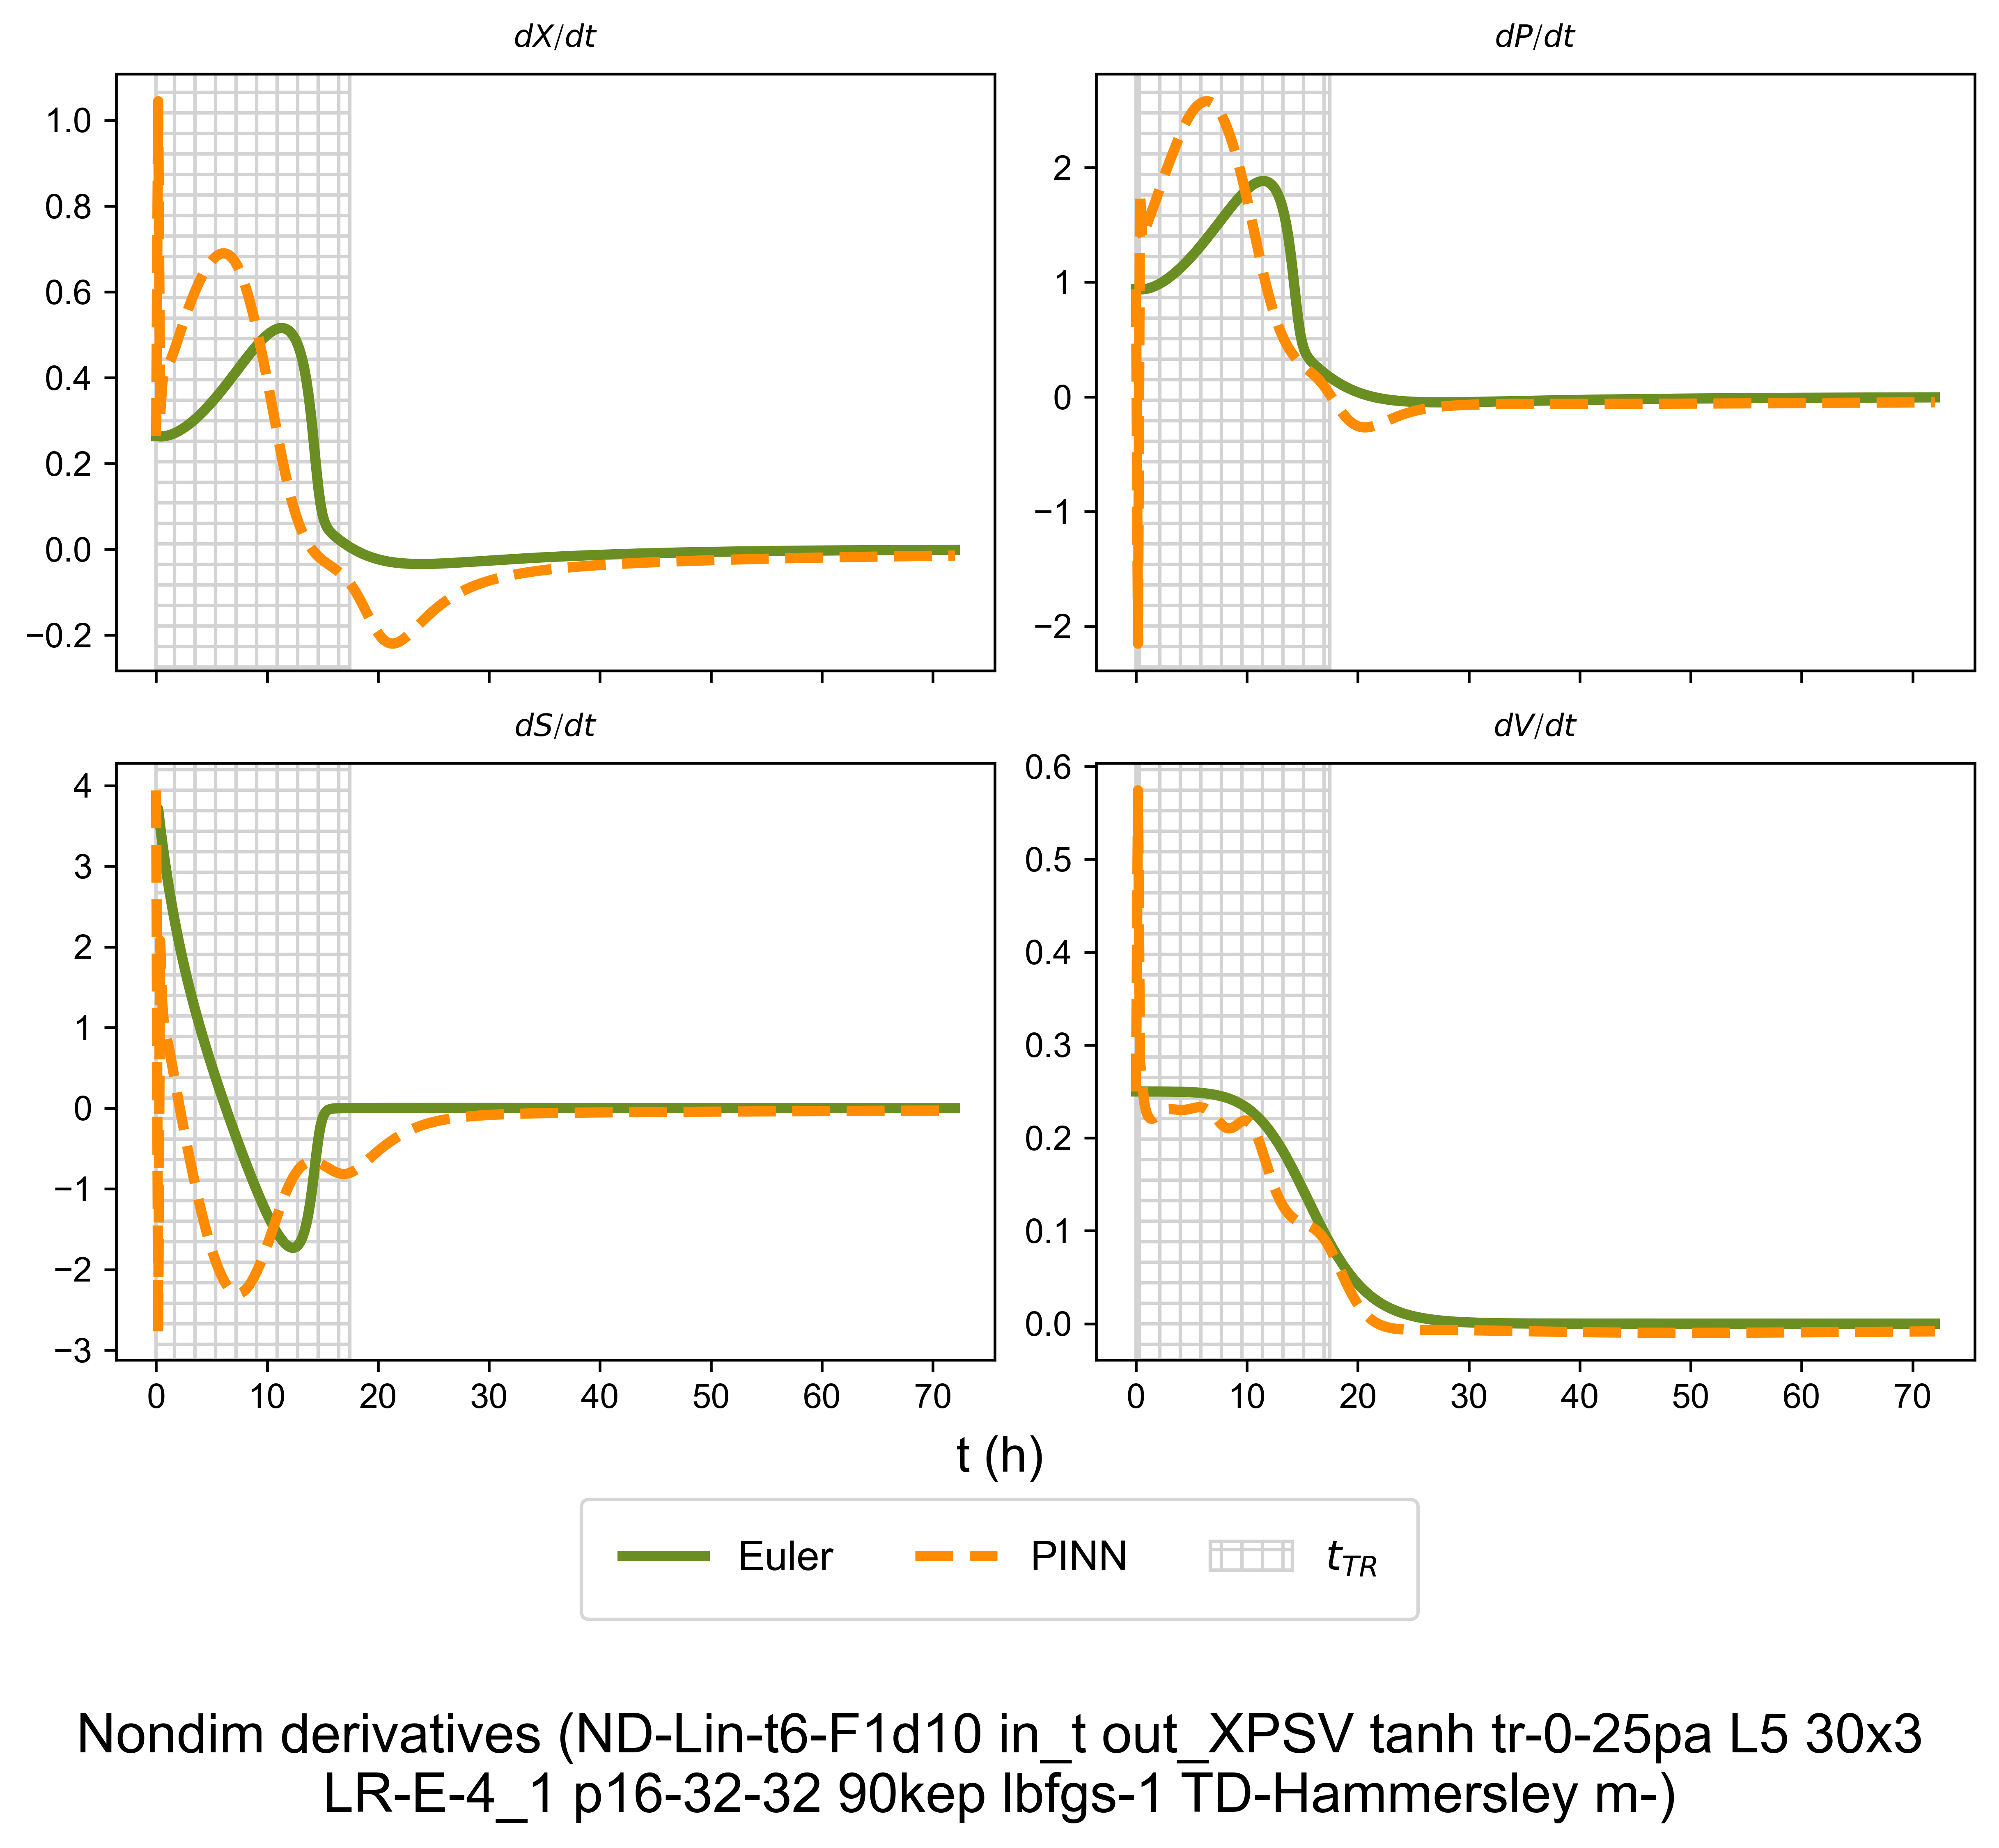 dX/dt
dP/dt
1.0
0.8
0.6
0.4
0.2
0.0
−0.2
2
1
0
−1
−2
dS/dt
dV/dt
4
3
2
1
0
−1
−2
−3
0.6
0.5
0.4
0.3
0.2
0.1
0.0
0 10 20 30 40 50 60 70
0 10 20 30 40 50 60 70
t (h)
Euler PINN t_{TR}
Nondim derivatives (ND-Lin-t6-F1d10 in_t out_XPSV tanh tr-0-25pa L5 30x3
LR-E-4_1 p16-32-32 90kep lbfgs-1 TD-Hammersley m-)